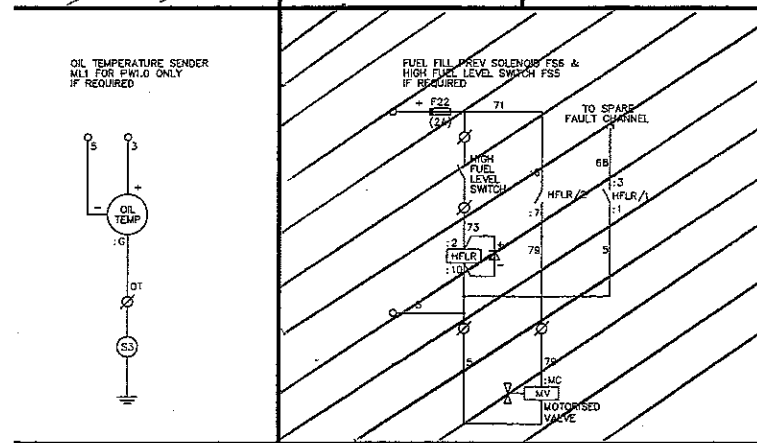 OIL TEMPERATURE SENDER
ML1 FOR PW1.0 ONLY
IF REQUIRED
5
3
+
-
OIL
TEMP
:G
OT
S3
FUEL FILL PREV SOLENOID FS6 &
HIGH FUEL LEVEL SWITCH FS5
IF REQUIRED
+
F22
(2A)
71
TO SPARE
FAULT CHANNEL
HIGH
FUEL
LEVEL
SWITCH
68
:6
:3
HFLR/2
HFLR/1
:7
:1
73
:2
+
HFLR
79
5
:10
-
5
5
79
:MC
MV
MOTORISED
VALVE